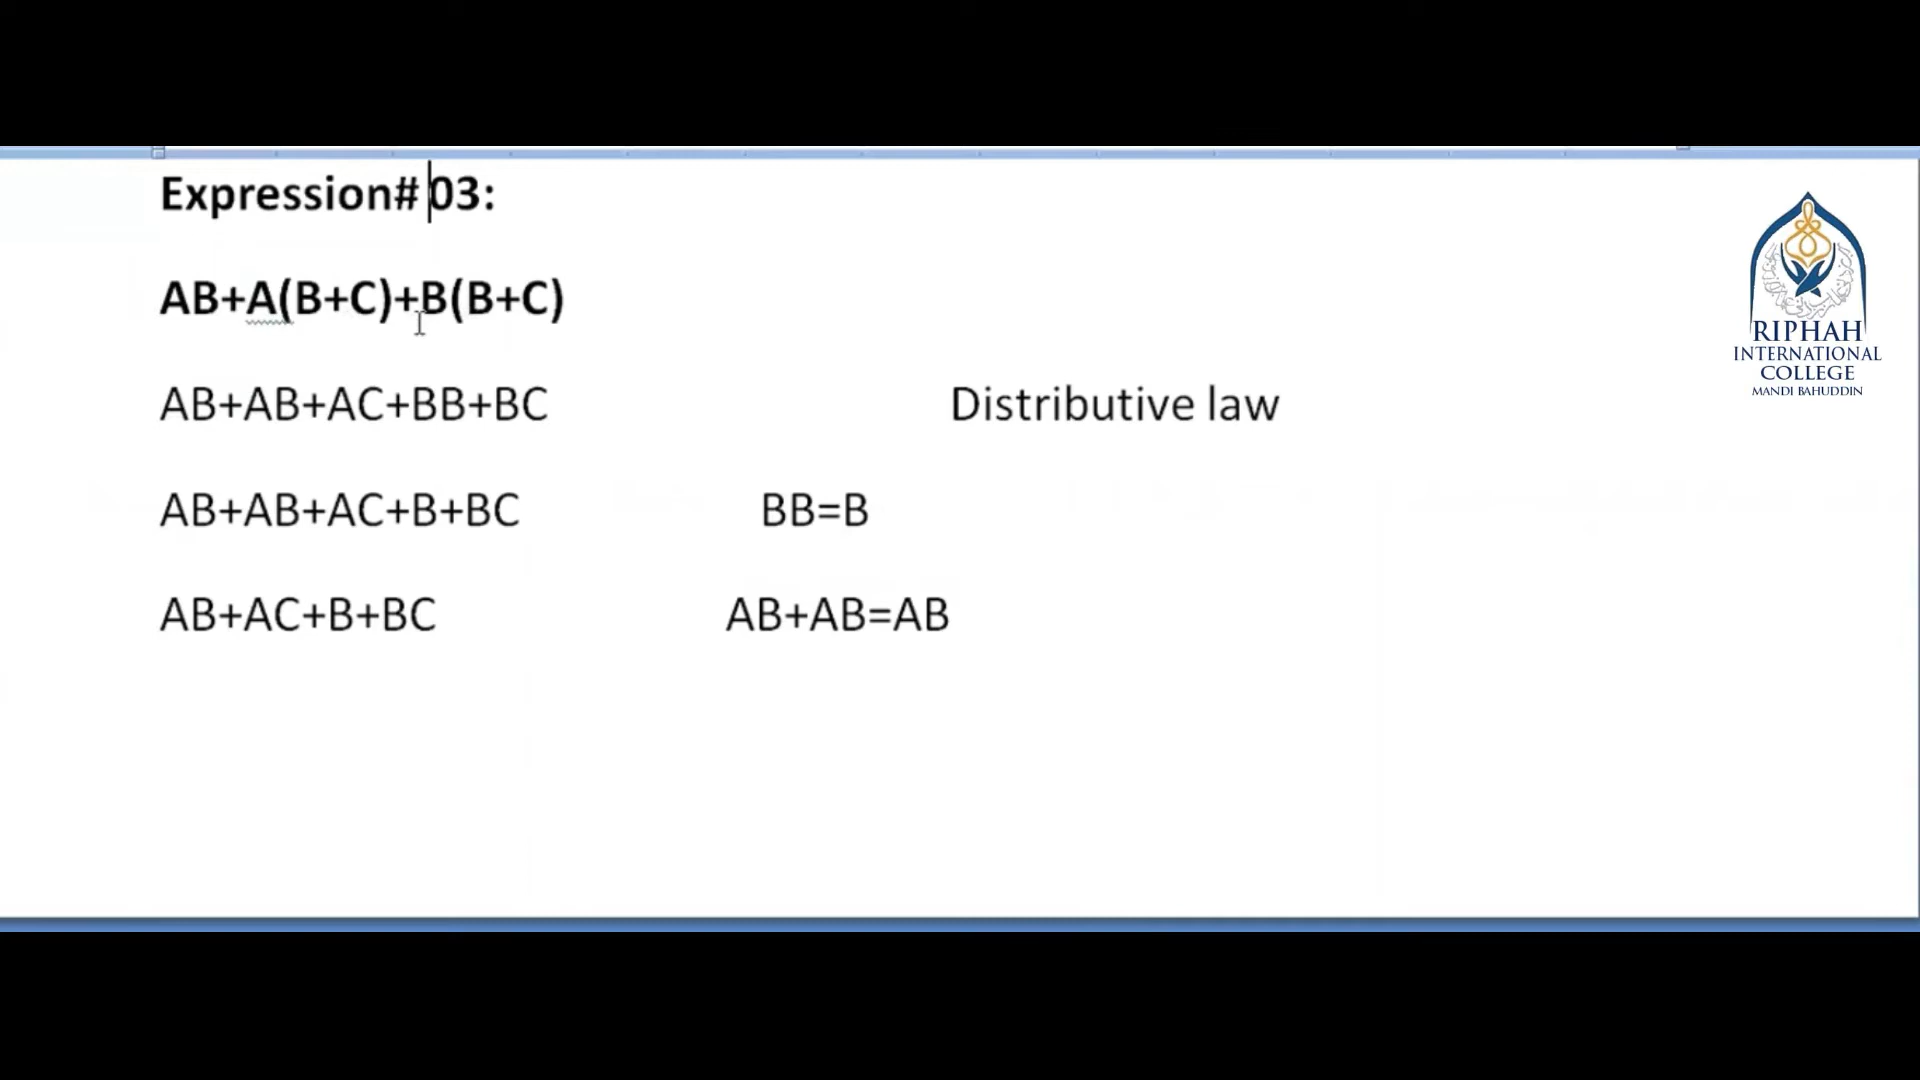 Expression# 03:
AB+A(B+C)+B(B+C)
AB+AB+AC+BB+BC Distributive law
AB+AB+AC+B+BC BB=B
AB+AC+B+BC AB+AB=AB
RIPHAH
INTERNATIONAL
COLLEGE
MANDI BAHUDDIN